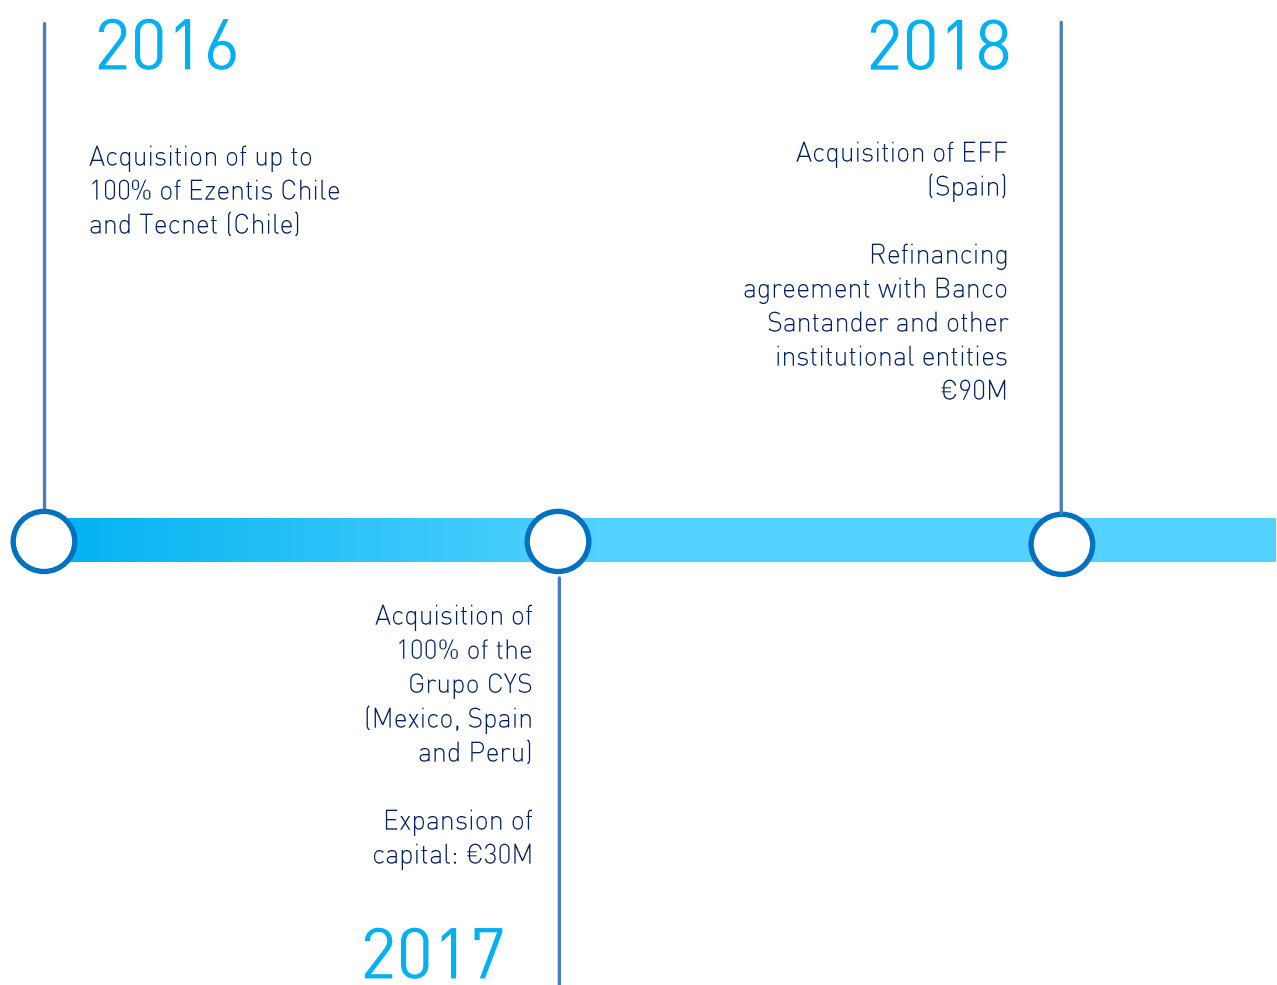 2016
Acquisition of up to
100% of Ezentis Chile
and Tecnet (Chile)
2018
Acquisition of EFF
(Spain)
Refinancing
agreement with Banco
Santander and other
institutional entities
€90M
Acquisition of
100% of the
Grupo CYS
(Mexico, Spain
and Peru)
Expansion of
capital: €30M
2017